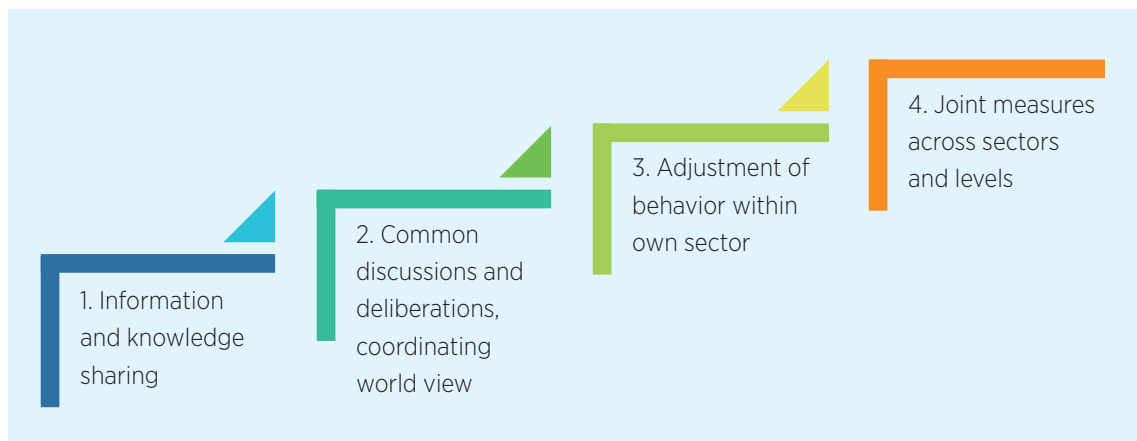 1. Information
and knowledge
sharing
2. Common
discussions and
deliberations,
coordinating
world view
3. Adjustment of
behavior within
own sector
4. Joint measures
across sectors
and levels